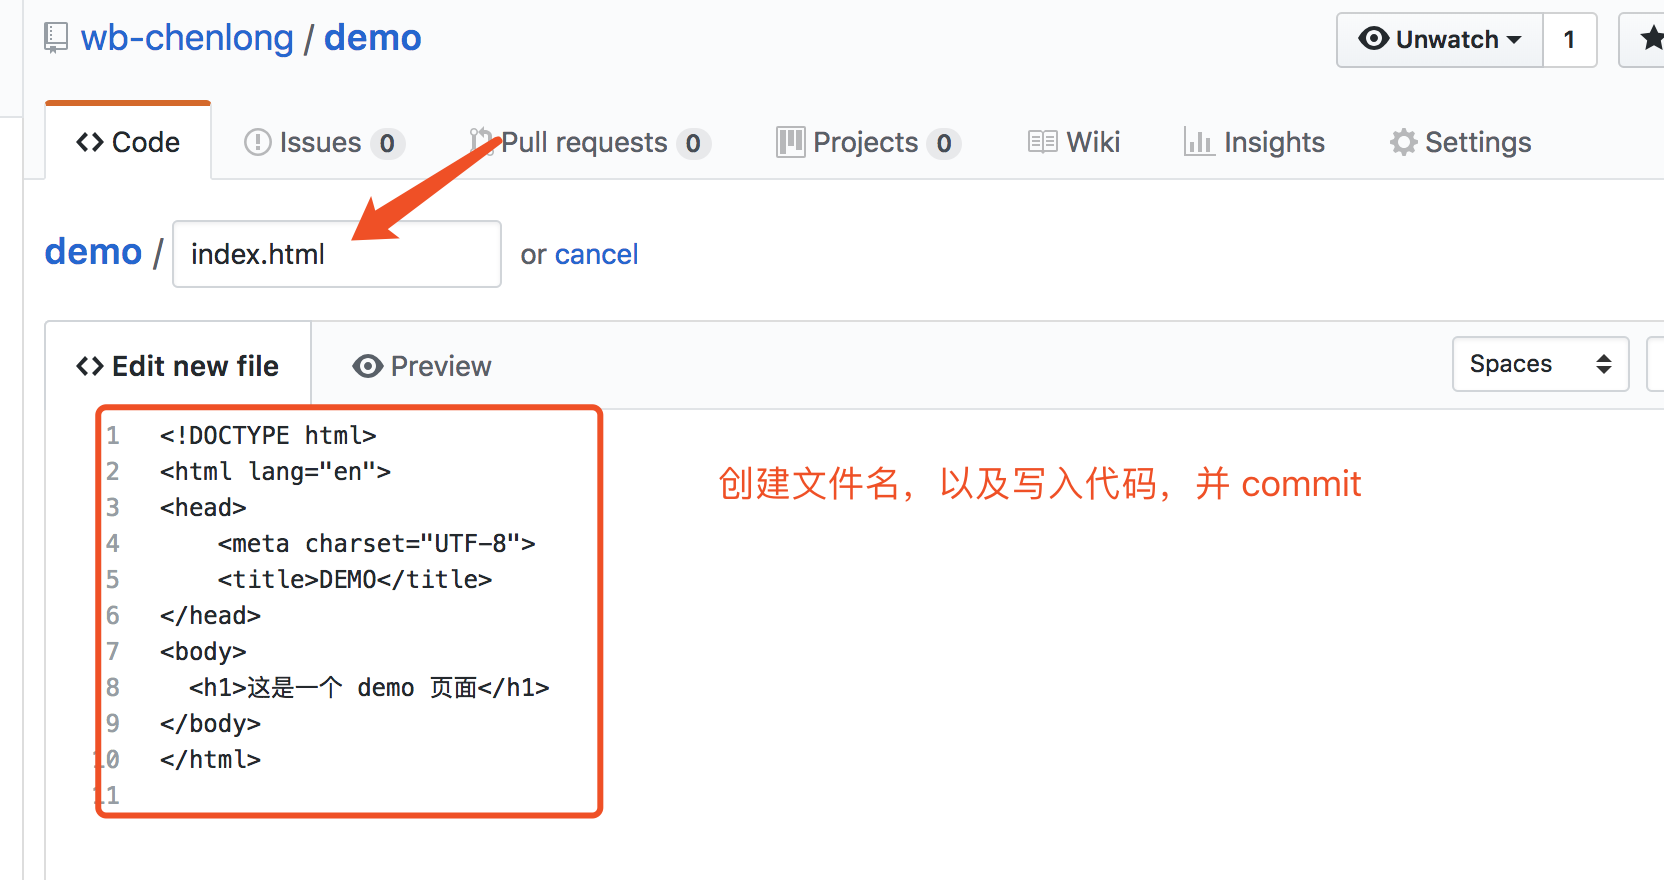 wb-chenlong / demo
Unwatch 1
Code Issues 0 Pull requests 0 Projects 0 Wiki Insights Settings
demo / index.html or cancel
Edit new file Preview Spaces
1 <!DOCTYPE html>
2 <html lang="en">
3 <head>
4     <meta charset="UTF-8">
5     <title>DEMO</title>
6 </head>
7 <body>
8   <h1>这是一个 demo 页面</h1>
9 </body>
10 </html>
11
创建文件名，以及写入代码，并 commit